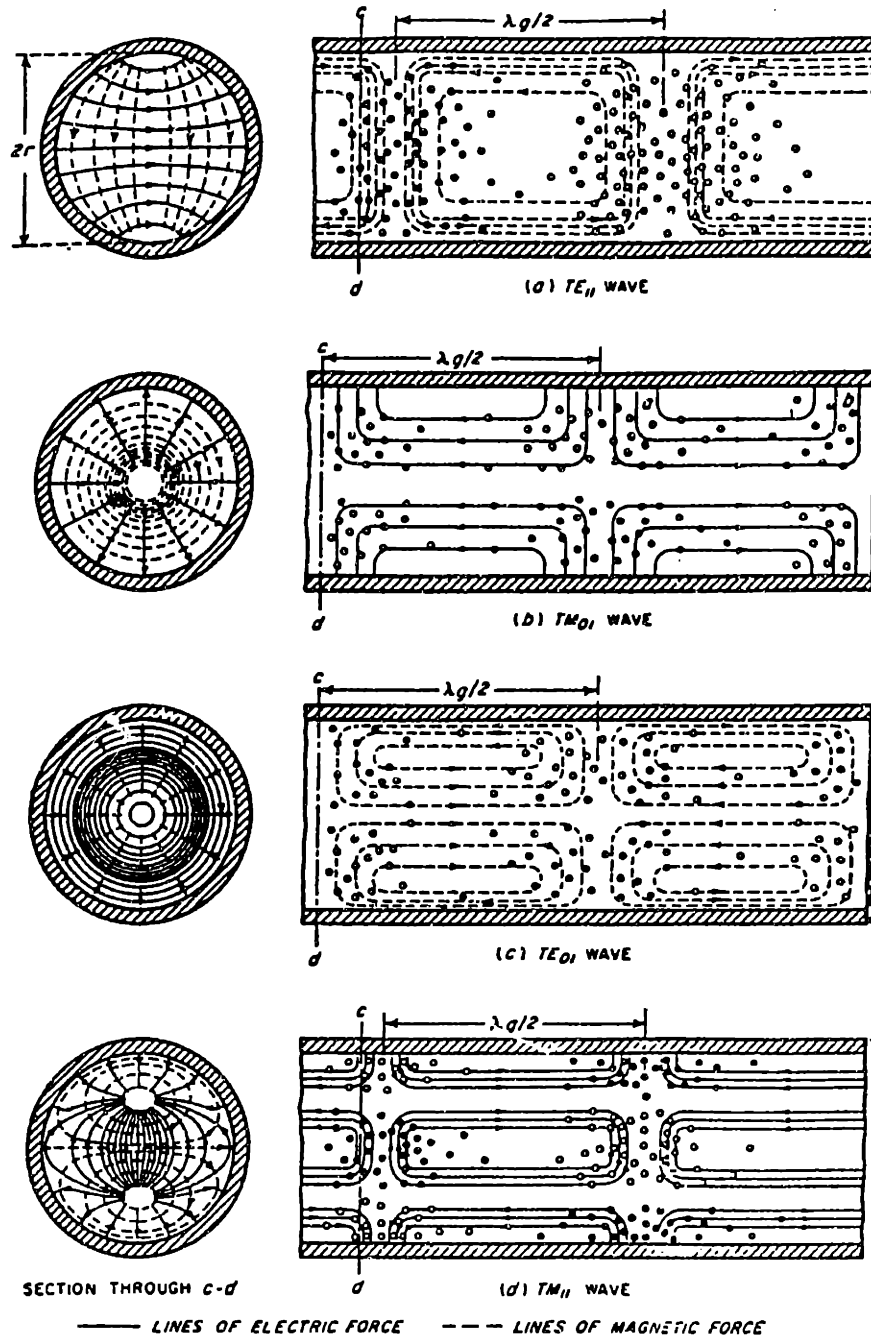 c
λg/2
2r
d
(a) TE₁₁ WAVE
c
λg/2
a
b
d
(b) TM₀₁ WAVE
c
λg/2
d
(c) TE₀₁ WAVE
c
λg/2
SECTION THROUGH c-d
d
(d) TM₁₁ WAVE
LINES OF ELECTRIC FORCE
LINES OF MAGNETIC FORCE